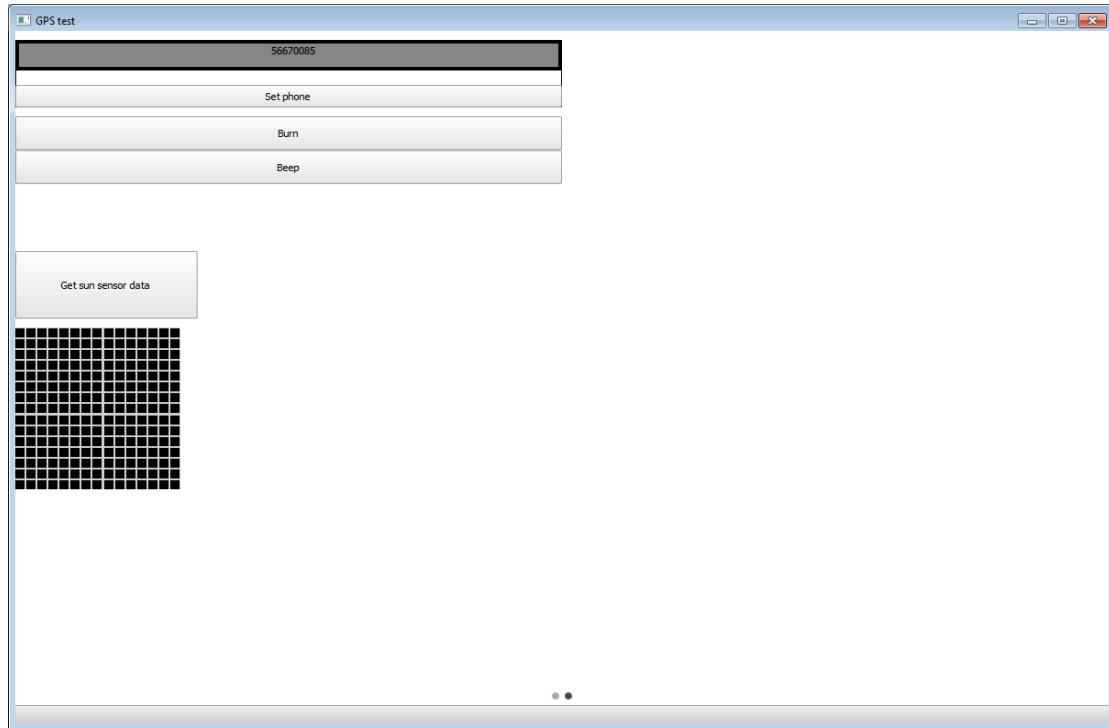 GPS test
56670085
Set phone
Burn
Beep
Get sun sensor data